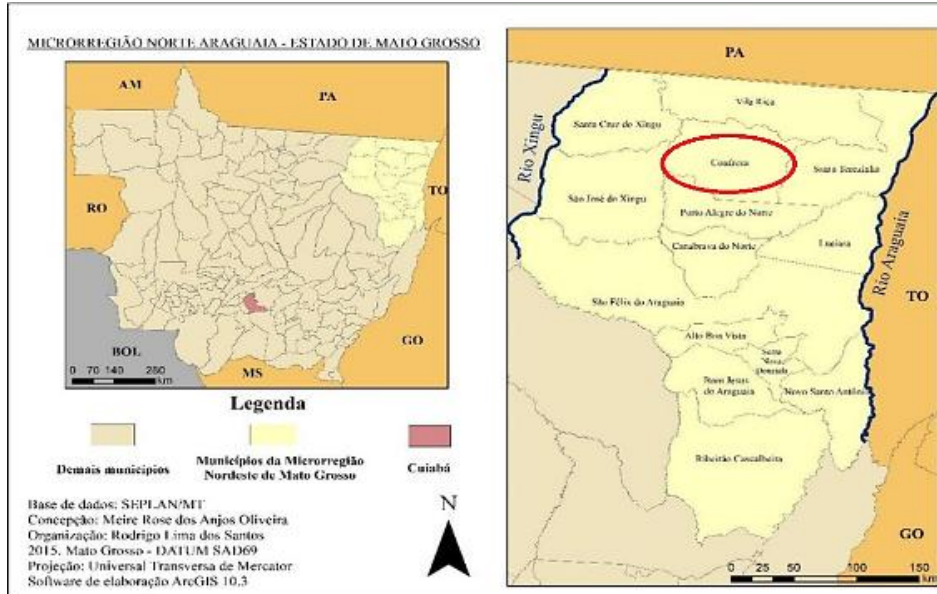 MICRORREGIÃO NORTE ARAGUAIA - ESTADO DE MATO GROSSO
AM
PA
TO
RO
BOL
GO
MS
0 70 140 280
km
Legenda
Demais municípios
Municípios da Microrregião
Nordeste de Mato Grosso
Cuiabá
Base de dados: SEPLAN/MT
Concepção: Meire Rose dos Anjos Oliveira
Organização: Rodrigo Lima dos Santos
2015. Mato Grosso - DATUM SAD69
Projeção: Universal Transversa de Mercator
Software de elaboração ArcGIS 10.3
N
PA
Rio Xingu
Vila Rica
Santa Cruz do Xingu
Confresa
Santa Terezinha
São José do Xingu
Porto Alegre do Norte
Canabrava do Norte
Luciara
Rio Araguaia
TO
São Félix do Araguaia
Alto Boa Vista
Serra
Nova
Dourada
Bom Jesus
do Araguaia
Novo Santo Antônio
Ribeirão Cascalheira
GO
0 25 50 100 150
km